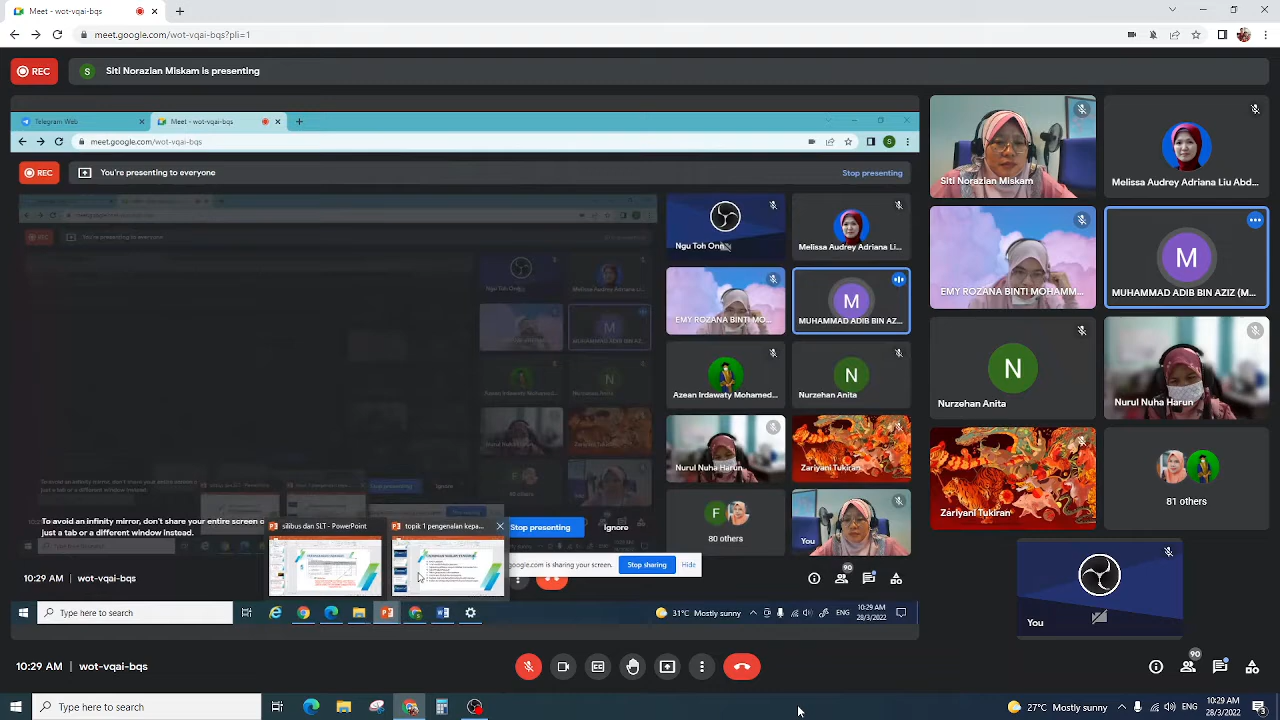 Meet - wot-vqai-bqs
meet.google.com/wot-vqai-bqs?pli=1
REC
S
Siti Norazlan Miskam is presenting
Telegram Web
Meet - wot-vqai-bqs
meet.google.com/wot-vqai-bqs
S
REC
You're presenting to everyone
Stop presenting
Ngu Toh Ong
Melissa Audrey Adriana Li...
EMY ROZANA BINTI MO...
M
MUHAMMAD ADIB BIN AZ...
Azean Irdawaty Mohamed...
N
Nurzehan Anita
Nurul Nuha Harun
Zariyani Tukiran
F
80 others
You
To avoid an infinity mirror, don't share your entire screen o
just a tab or a different window instead.
Stop presenting
Ignore
silibus dan SLT - PowerPoint
topik 1 pengenalan kepa...
google.com is sharing your screen.
Stop sharing
Hide
10:29 AM | wot-vqai-bqs
90
Type here to search
31°C Mostly sunny
ENG
10:29 AM
28/3/2022
Siti Norazlan Miskam
Melissa Audrey Adriana Liu Abd...
EMY ROZANA BINTI MOHAMM...
M
MUHAMMAD ADIB BIN AZIZ (M...
N
Nurzehan Anita
Nurul Nuha Harun
Zariyani Tukiran
81 others
You
10:29 AM | wot-vqai-bqs
90
Type here to search
27°C Mostly sunny
10:29 AM
28/3/2022
3